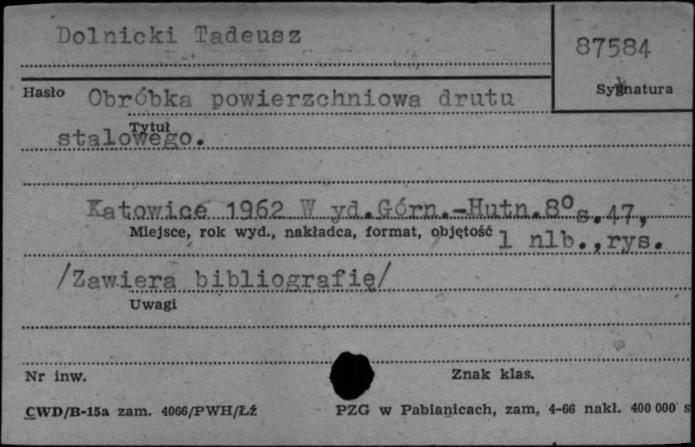 Dolnicki Tadeusz
87584
Sygnatura
Hasło Obróbka powierzchniowa drutu
Tytuł
stalowego.
Katowice 1962 W yd.Górn.-Hutn.8° s.47,
Miejsce, rok wyd., nakładca, format, objętość 1 nlb.,rys.
/Zawiera bibliografię/
Uwagi
Nr inw. Znak klas.
CWD/B-15a zam. 4066/PWH/Łź PZG w Pabianicach, zam. 4-66 nakł. 400 000 s